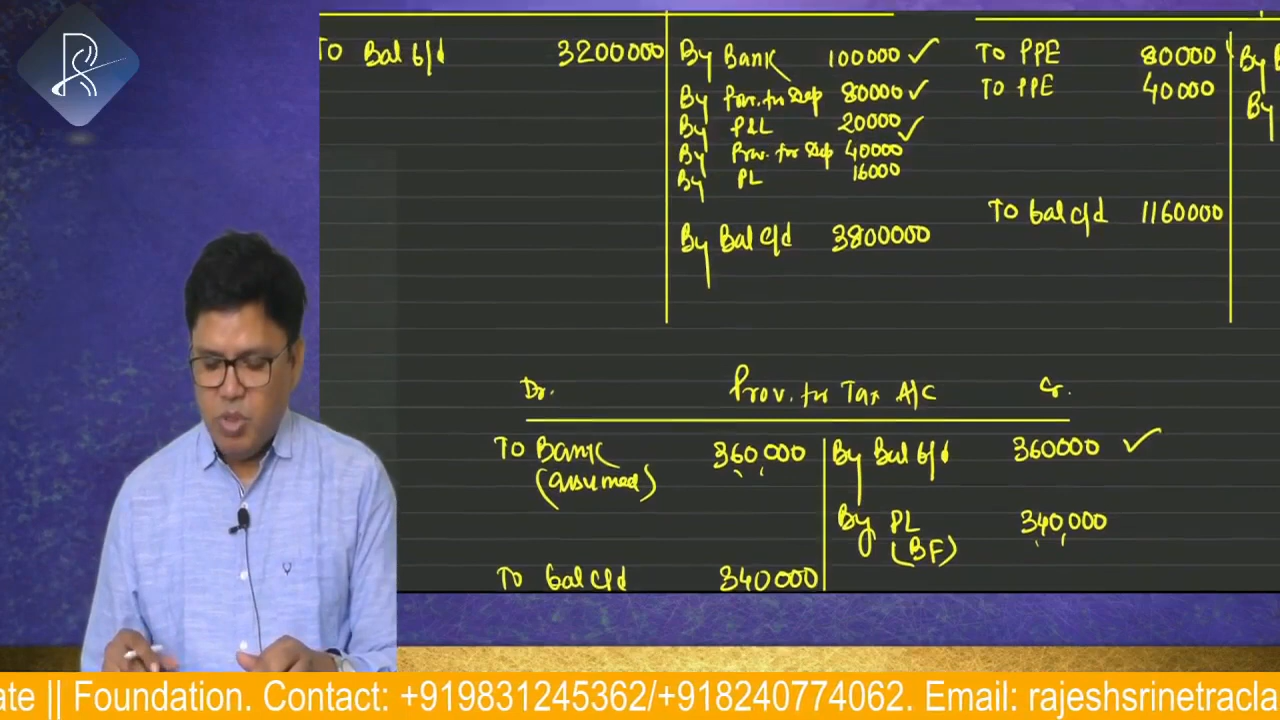 To Bal b/d 3200000
By Bank 100000 ✓
By Prov. for Dep 80000 ✓
By P&L 20000 ✓
By Prov. for Dep 40000
By PL 16000
By Bal c/d 3800000
To PPE 80000
To PPE 40000
To bal c/d 1160000
By
By
Dr. Prov. for Tax A/C Cr.
To Bank 360,000 By Bal b/d 360000 ✓
(assumed)
By PL 340,000
(BF)
To bal c/d 340000
ate || Foundation. Contact: +919831245362/+918240774062. Email: rajeshsrinetracla